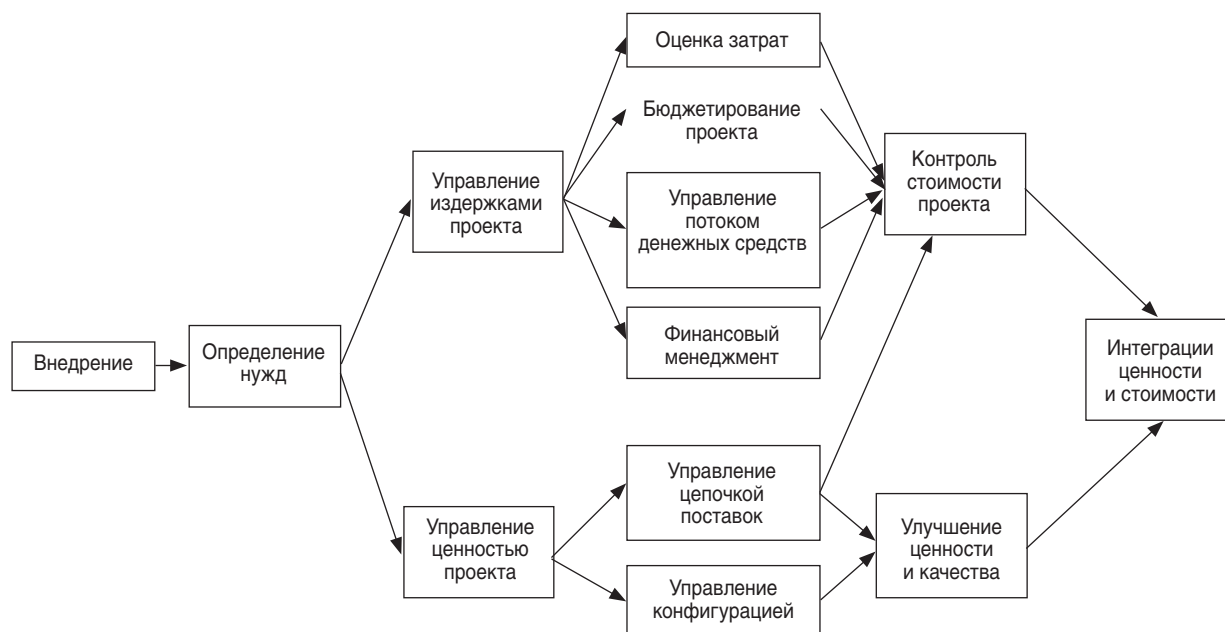 Внедрение
Определение
нужд
Управление
издержками
проекта
Управление
ценностью
проекта
Оценка затрат
Бюджетирование
проекта
Управление
потоком
денежных средств
Финансовый
менеджмент
Управление
цепочкой
поставок
Управление
конфигурацией
Контроль
стоимости
проекта
Улучшение
ценности
и качества
Интеграции
ценности
и стоимости